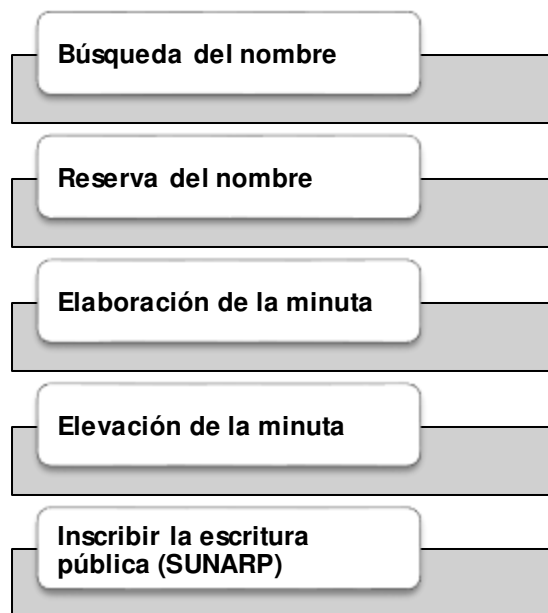 Búsqueda del nombre
Reserva del nombre
Elaboración de la minuta
Elevación de la minuta
Inscribir la escritura
pública (SUNARP)